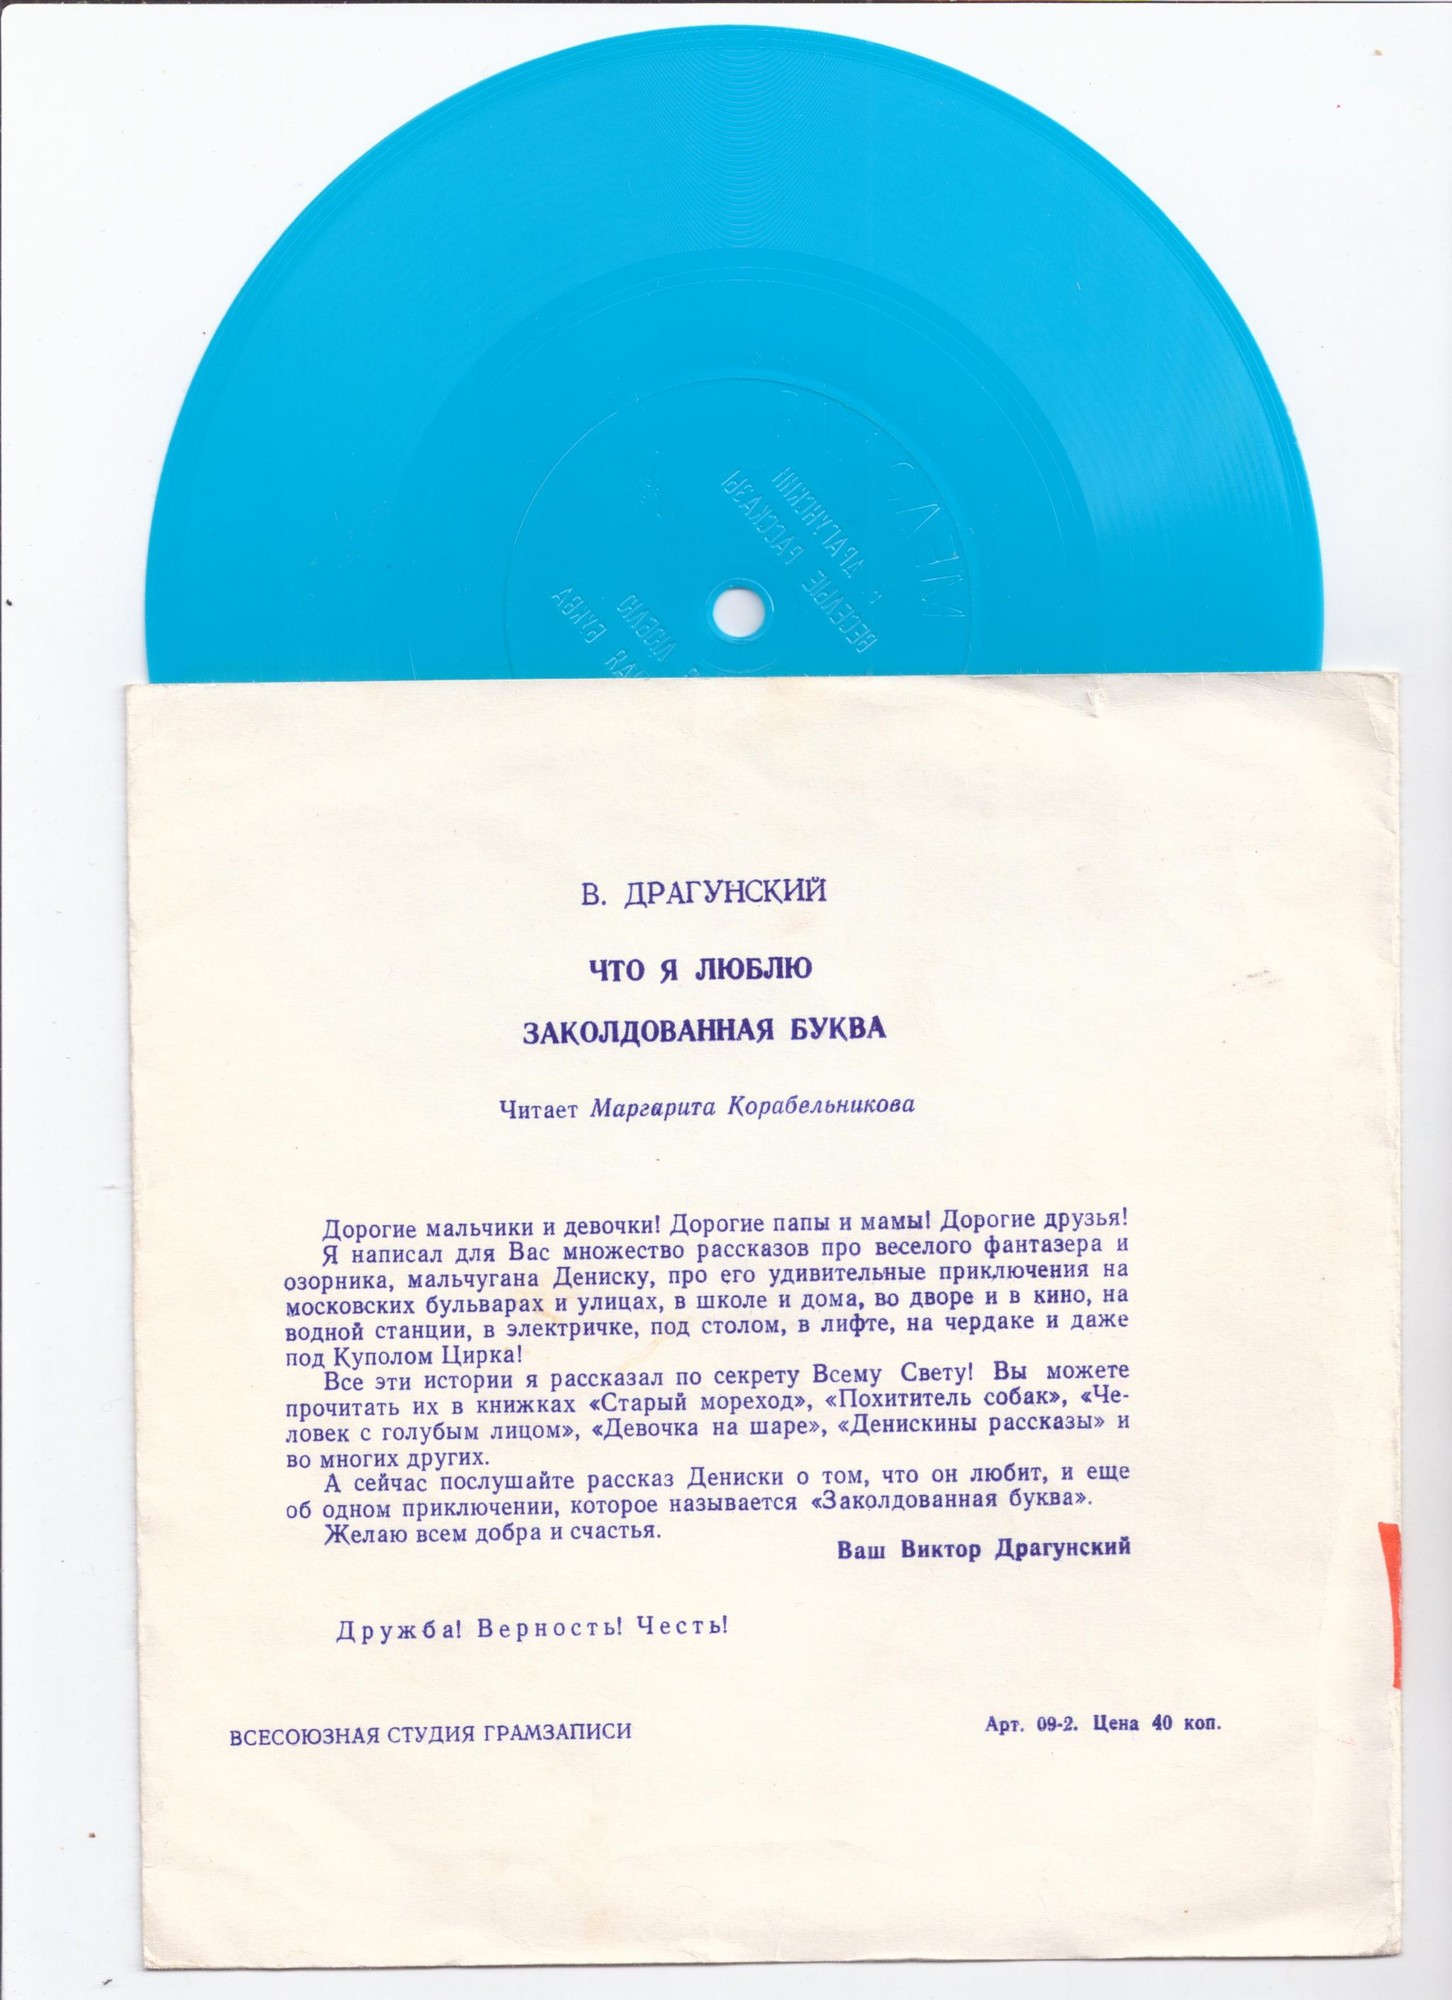 ДРАГУНСКИЙ
ВЕСЕЛЫЕ РАССКАЗЫ
ЛЮБЛЮ
БУКВА
В. ДРАГУНСКИЙ
ЧТО Я ЛЮБЛЮ
ЗАКОЛДОВАННАЯ БУКВА
Читает Маргарита Корабельникова
Дорогие мальчики и девочки! Дорогие папы и мамы! Дорогие друзья!
Я написал для Вас множество рассказов про веселого фантазера и
озорника, мальчугана Дениску, про его удивительные приключения на
московских бульварах и улицах, в школе и дома, во дворе и в кино, на
водной станции, в электричке, под столом, в лифте, на чердаке и даже
под Куполом Цирка!
Все эти истории я рассказал по секрету Всему Свету! Вы можете
прочитать их в книжках «Старый мореход», «Похититель собак», «Че-
ловек с голубым лицом», «Девочка на шаре», «Денискины рассказы» и
во многих других.
А сейчас послушайте рассказ Дениски о том, что он любит, и еще
об одном приключении, которое называется «Заколдованная буква».
Желаю всем добра и счастья.
Ваш Виктор Драгунский
Дружба! Верность! Честь!
ВСЕСОЮЗНАЯ СТУДИЯ ГРАМЗАПИСИ
Арт. 09-2. Цена 40 коп.